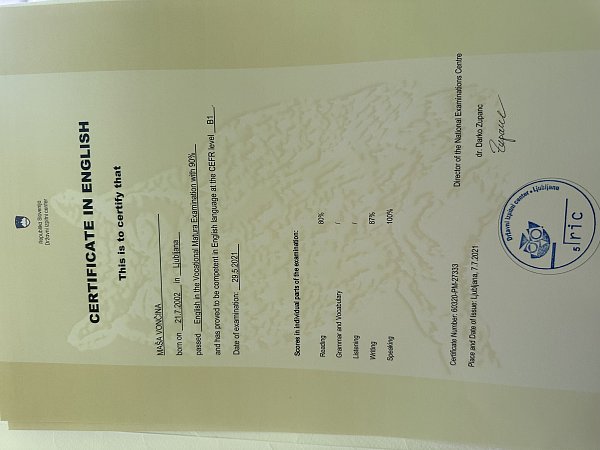 Republika Slovenija
Državni izpitni center
CERTIFICATE IN ENGLISH
This is to certify that
MAŠA VONČINA
born on 21.7.2002 in Ljubljana
passed English in the Vocational Matura Examination with 90%
and has proved to be competent in English language at the CEFR level B1
Date of examination: 29.5.2021
Scores in individual parts of the examination:
Reading 80%
Grammar and Vocabulary /
Listening /
Writing 87%
Speaking 100%
Certificate Number: 60320-PM-27333
Place and Date of Issue: Ljubljana, 7.7.2021
Director of the National Examinations Centre
dr. Darko Zupanc
Zupanc
Državni izpitni center • Ljubljana
5 ric